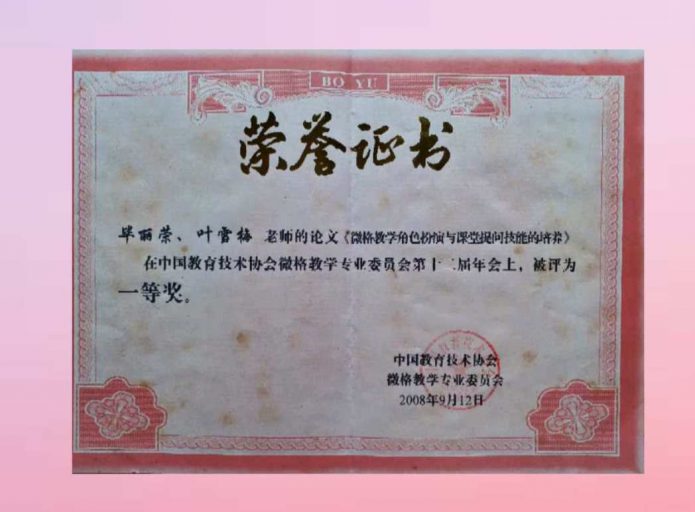 BO YU
荣誉证书
毕丽荣、叶雪梅 老师的论文《微格教学角色扮演与课堂提问技能的培养》
在中国教育技术协会微格教学专业委员会第十二届年会上，被评为
一等奖。
中国教育技术协会
微格教学专业委员会
2008年9月12日